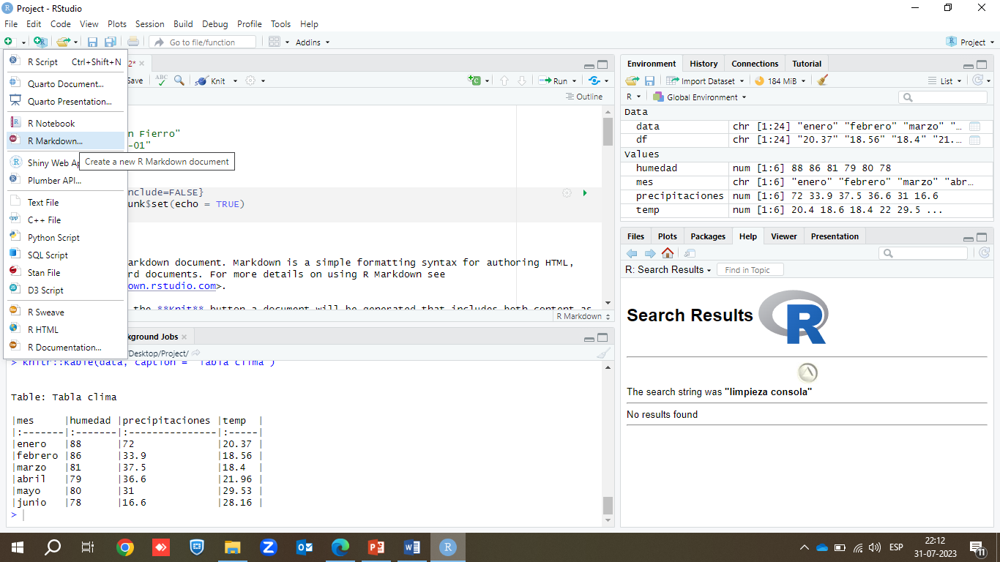 Project - RStudio
File Edit Code View Plots Session Build Debug Profile Tools Help
Go to file/function Addins Project
R Script Ctrl+Shift+N
Quarto Document...
Quarto Presentation...
R Notebook
R Markdown...
Create a new R Markdown document
Shiny Web Ap
Plumber API...
Text File
C++ File
Python Script
SQL Script
Stan File
D3 Script
R Sweave
R HTML
R Documentation...
2*
Save ABC Knit Run
Outline
n Fierro"
-01"
nclude=FALSE}
unk$set(echo = TRUE)
arkdown document. Markdown is a simple formatting syntax for authoring HTML,
rd documents. For more details on using R Markdown see
own.rstudio.com>.
the **Knit** button a document will be generated that includes both content as
R Markdown
kground Jobs
Desktop/Project/
> knitr::kable(data, caption = "Tabla clima")
Table: Tabla clima
|mes |humedad |precipitaciones |temp |
|:-------|:-------|:---------------|:-----|
|enero |88 |72 |20.37 |
|febrero |86 |33.9 |18.56 |
|marzo |81 |37.5 |18.4 |
|abril |79 |36.6 |21.96 |
|mayo |80 |31 |29.53 |
|junio |78 |16.6 |28.16 |
>
Environment History Connections Tutorial
Import Dataset 184 MiB List
R Global Environment
Data
data chr [1:24] "enero" "febrero" "marzo" "…
df chr [1:24] "20.37" "18.56" "18.4" "21.…
Values
humedad num [1:6] 88 86 81 79 80 78
mes chr [1:6] "enero" "febrero" "marzo" "abr…
precipitaciones num [1:6] 72 33.9 37.5 36.6 31 16.6
temp num [1:6] 20.4 18.6 18.4 22 29.5 ...
Files Plots Packages Help Viewer Presentation
R: Search Results Find in Topic
Search Results R
The search string was "limpieza consola"
No results found
ESP
22:12
31-07-2023
11